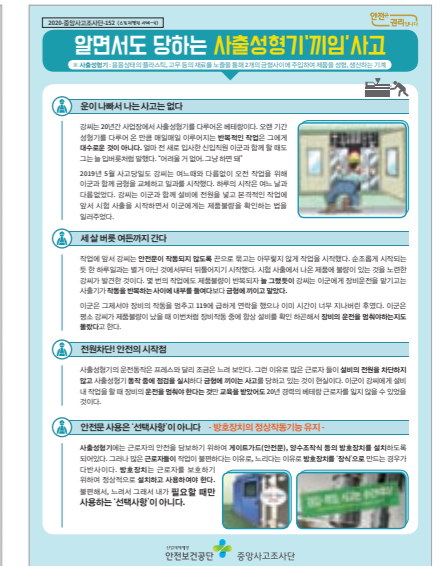 2020-중앙사고조사단-152
안전은 권리입니다
알면서도 당하는 사출성형기'끼임'사고
※ 사출성형기 : 용융상태의 플라스틱, 고무 등의 재료를 노즐을 통해 2개의 금형사이에 주입하여 제품을 성형, 생산하는 기계
운이 나빠서 나는 사고는 없다
강씨는 20년간 사업장에서 사출성형기를 다루어온 베테랑이다. 오랜 기간
성형기를 다루어 온 만큼 매일매일 이루어지는 반복적인 작업은 그에게
대수로운 것이 아니다. 얼마 전 새로 입사한 신입직원 이군과 함께 할 때도
그는 늘 입버릇처럼 말했다. "어려울 거 없어. 그냥 하면 돼"
2019년 5월 사고당일도 강씨는 여느때와 다름없이 오전 작업을 위해
이군과 함께 금형을 교체하고 일과를 시작했다. 하루의 시작은 여느 날과
다름없었다. 강씨는 이군과 함께 설비에 전원을 넣고 본격적인 작업에
앞서 시험 사출을 시작하면서 이군에게는 제품불량을 확인하는 법을
일러주었다.
세 살 버릇 여든까지 간다
작업에 앞서 강씨는 안전문이 작동되지 않도록 끈으로 묶고는 아무렇지 않게 작업을 시작했다. 순조롭게 시작되는
듯 한 하루일과는 별거 아닌 것에서부터 뒤틀어지기 시작했다. 시험 사출에서 나온 제품에 불량이 있는 것을 노련한
강씨가 발견한 것이다. 몇 번의 작업에도 제품불량이 반복되자 늘 그랬듯이 강씨는 이군에게 장비운전을 맡기고는
사출기가 작동을 반복하는 사이에 내부를 들여다보다 금형에 끼이고 말았다.
이군은 그제서야 장비의 작동을 멈추고 119에 급하게 연락을 했으나 이미 시간이 너무 지나버린 후였다. 이군은
평소 강씨가 제품불량이 났을 때 이번처럼 장비작동 중에 항상 설비를 확인 하곤해서 장비의 운전을 멈춰야하는지도
몰랐다고 한다.
전원차단! 안전의 시작점
사출성형기의 운전동작은 프레스와 달리 조금은 느려 보인다. 그런 이유로 많은 근로자 들이 설비의 전원을 차단하지
않고 사출성형기 동작 중에 점검을 실시하다 금형에 끼이는 사고를 당하고 있는 것이 현실이다. 이군이 강씨에게 설비
내 작업을 할 때 장비의 운전을 멈춰야 한다는 것만 교육을 받았어도 20년 경력의 베테랑 근로자를 잃지 않을 수 있었을
것이다.
안전문 사용은 '선택사항'이 아니다 - 방호장치의 정상작동기능 유지 -
사출성형기에는 근로자의 안전을 담보하기 위하여 게이트가드(안전문), 양수조작식 등의 방호장치를 설치하도록
되어있다. 그러나 많은 근로자들이 작업이 불편하다는 이유로, 느리다는 이유로 방호장치를 '장식'으로 만드는 경우가
다반사이다. 방호장치는 근로자를 보호하기
위하여 정상적으로 설치하고 사용하여야 한다.
불편해서, 느려서 그래서 내가 필요할 때만
사용하는 '선택사항'이 아니다.
안전보건공단 중앙사고조사단